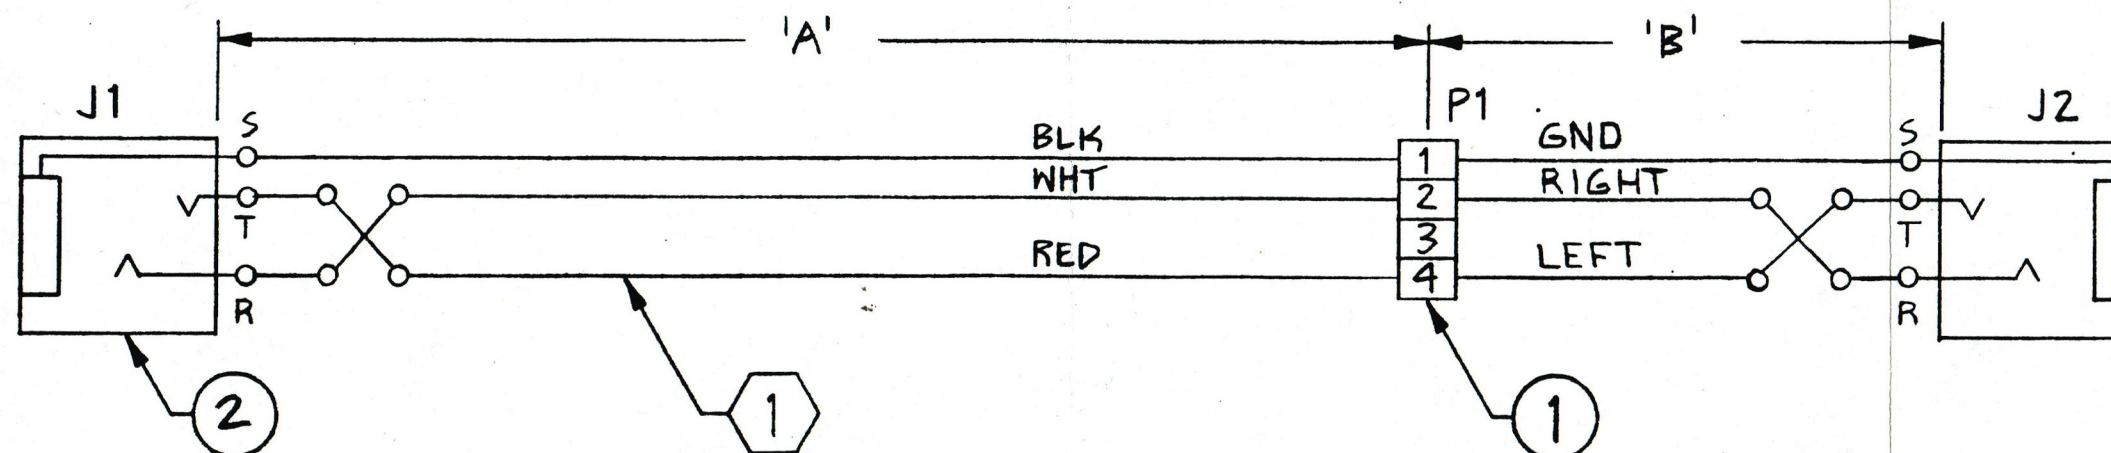 'A' 'B'
J1 P1 J2
S BLK GND S
WHT 1 RIGHT
T 2 T
3
RED 4 LEFT
R R
2 1 1